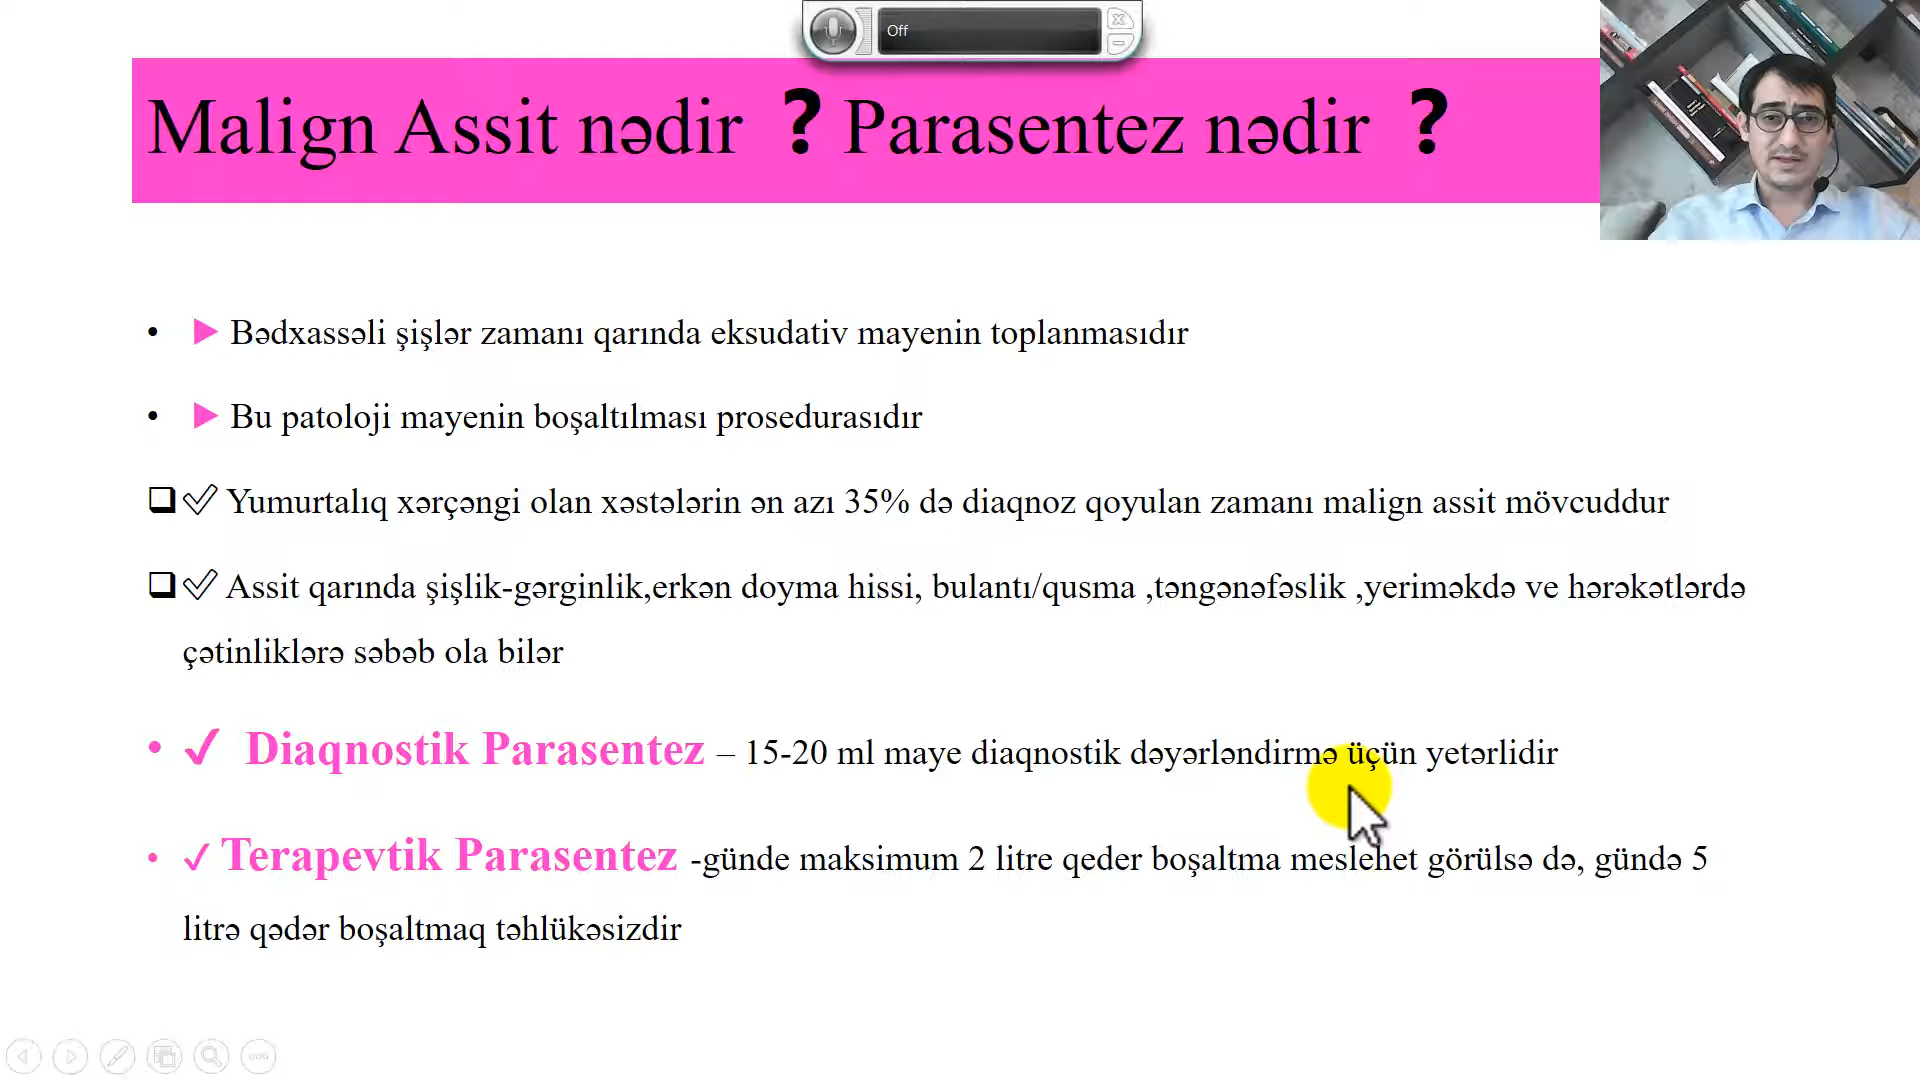 Off
Malign Assit nədir ❓Parasentez nədir ❓
• ▶ Bədxassəli şişlər zamanı qarında eksudativ mayenin toplanmasıdır
• ▶ Bu patoloji mayenin boşaltılması prosedurasıdır
❑ ✅ Yumurtalıq xərçəngi olan xəstələrin ən azı 35% də diaqnoz qoyulan zamanı malign assit mövcuddur
❑ ✅ Assit qarında şişlik-gərginlik,erkən doyma hissi, bulantı/qusma ,təngənəfəslik ,yeriməkdə ve hərəkətlərdə
çətinliklərə səbəb ola bilər
• ✔ Diaqnostik Parasentez – 15-20 ml maye diaqnostik dəyərləndirmə üçün yetərlidir
• ✓ Terapevtik Parasentez -günde maksimum 2 litre qeder boşaltma meslehet görülsə də, gündə 5
litrə qədər boşaltmaq təhlükəsizdir